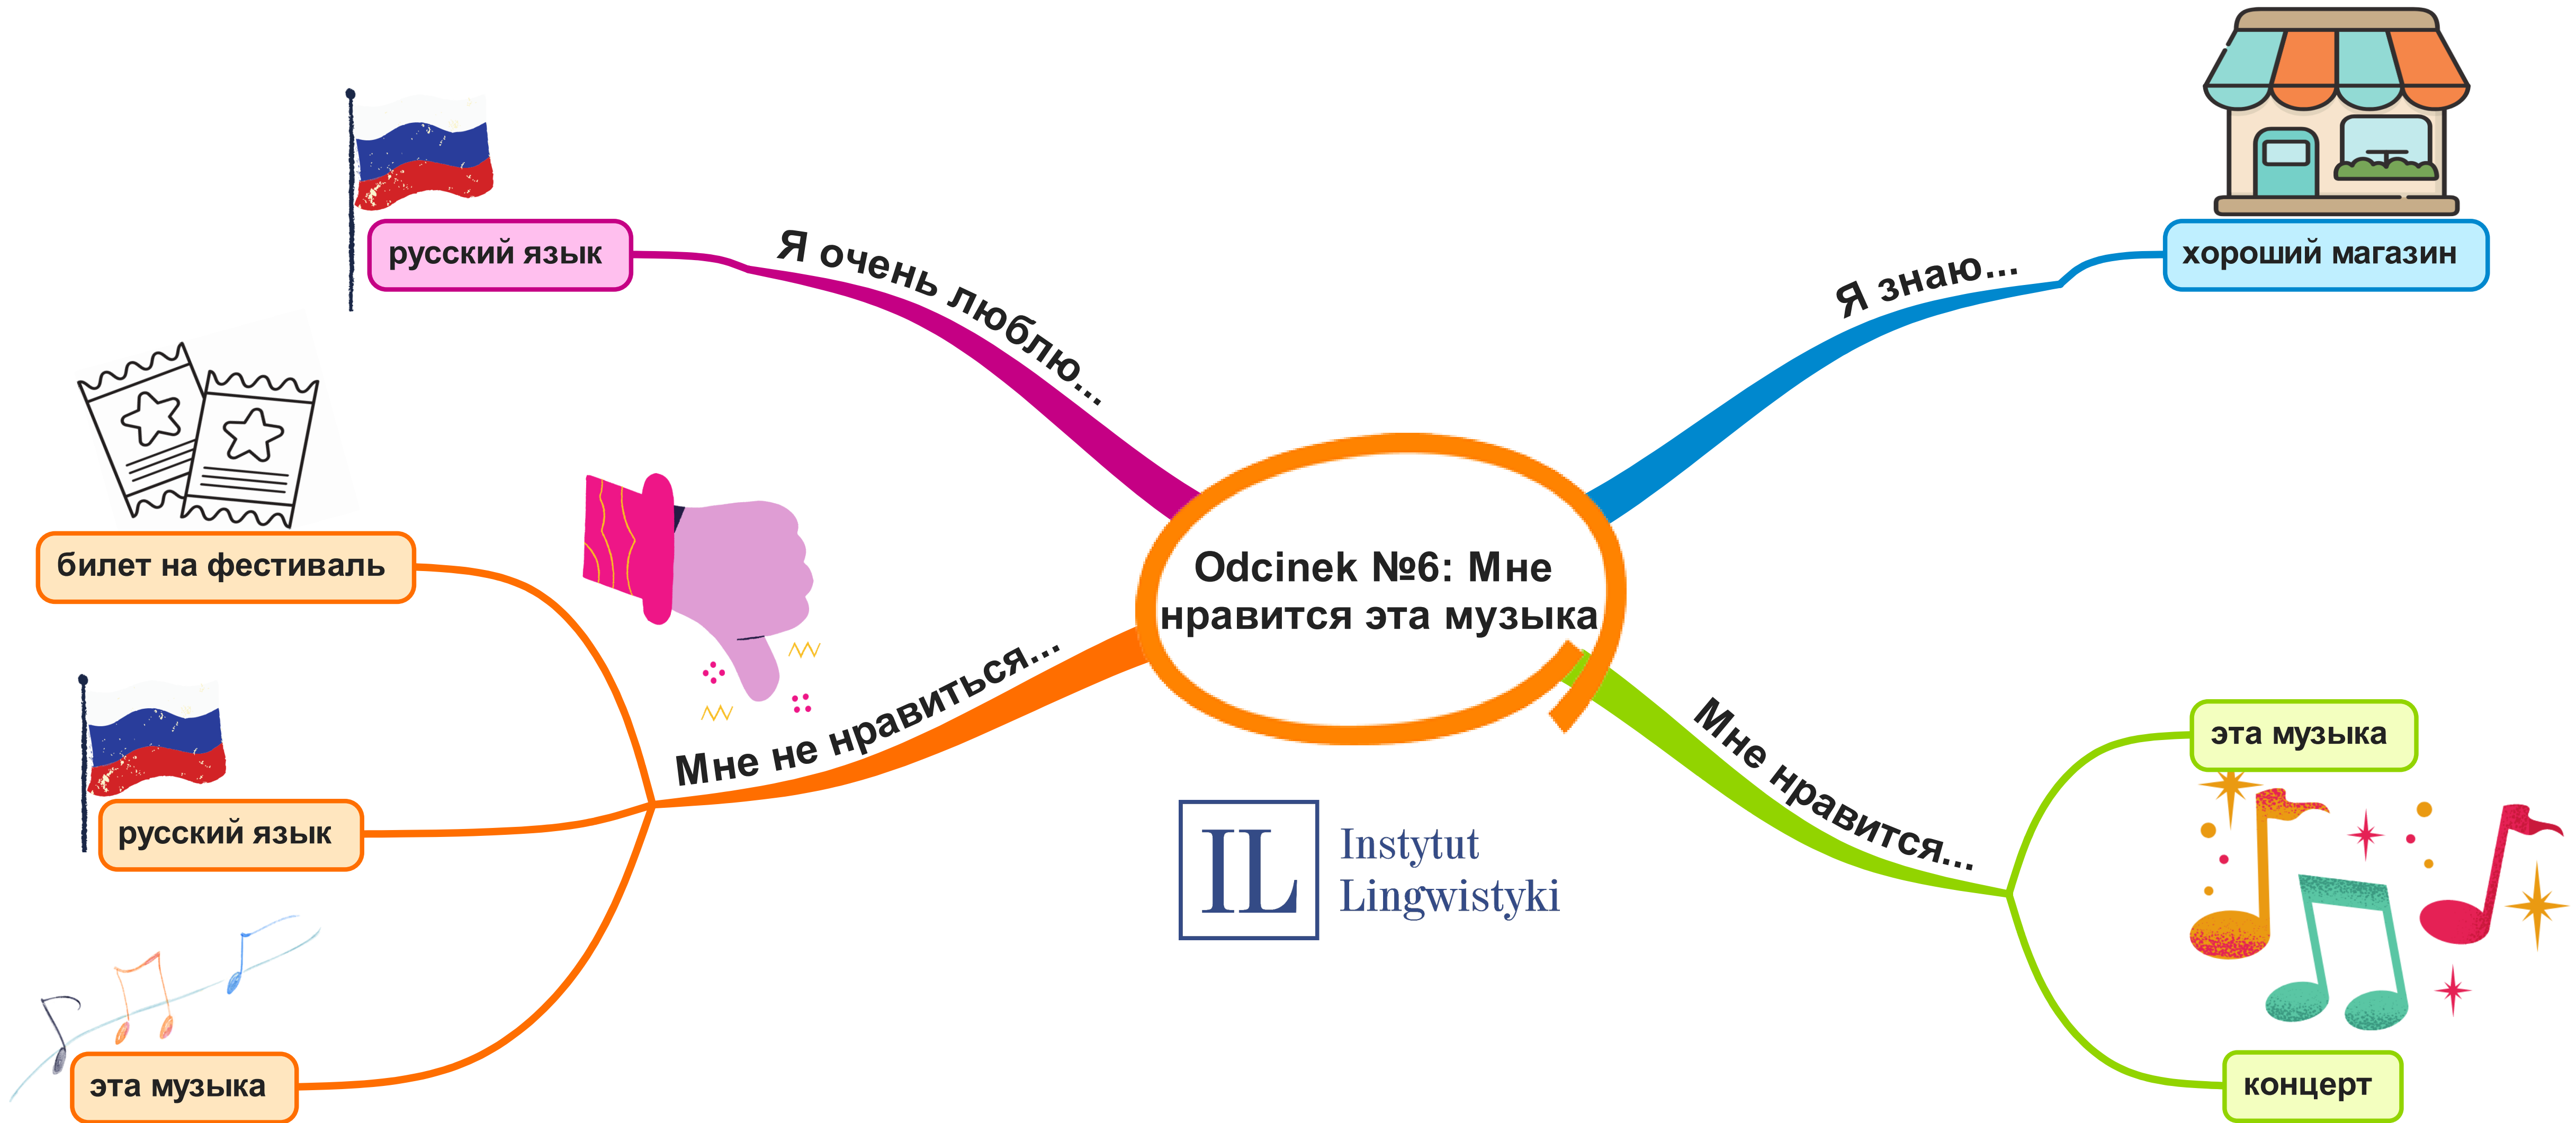 Odcinek №6: Мне
нравится эта музыка
Я знаю...
хороший магазин
Мне нравится...
эта музыка
концерт
Мне не нравиться...
билет на фестиваль
русский язык
эта музыка
Я очень люблю...
русский язык
IL
Instytut
Lingwistyki